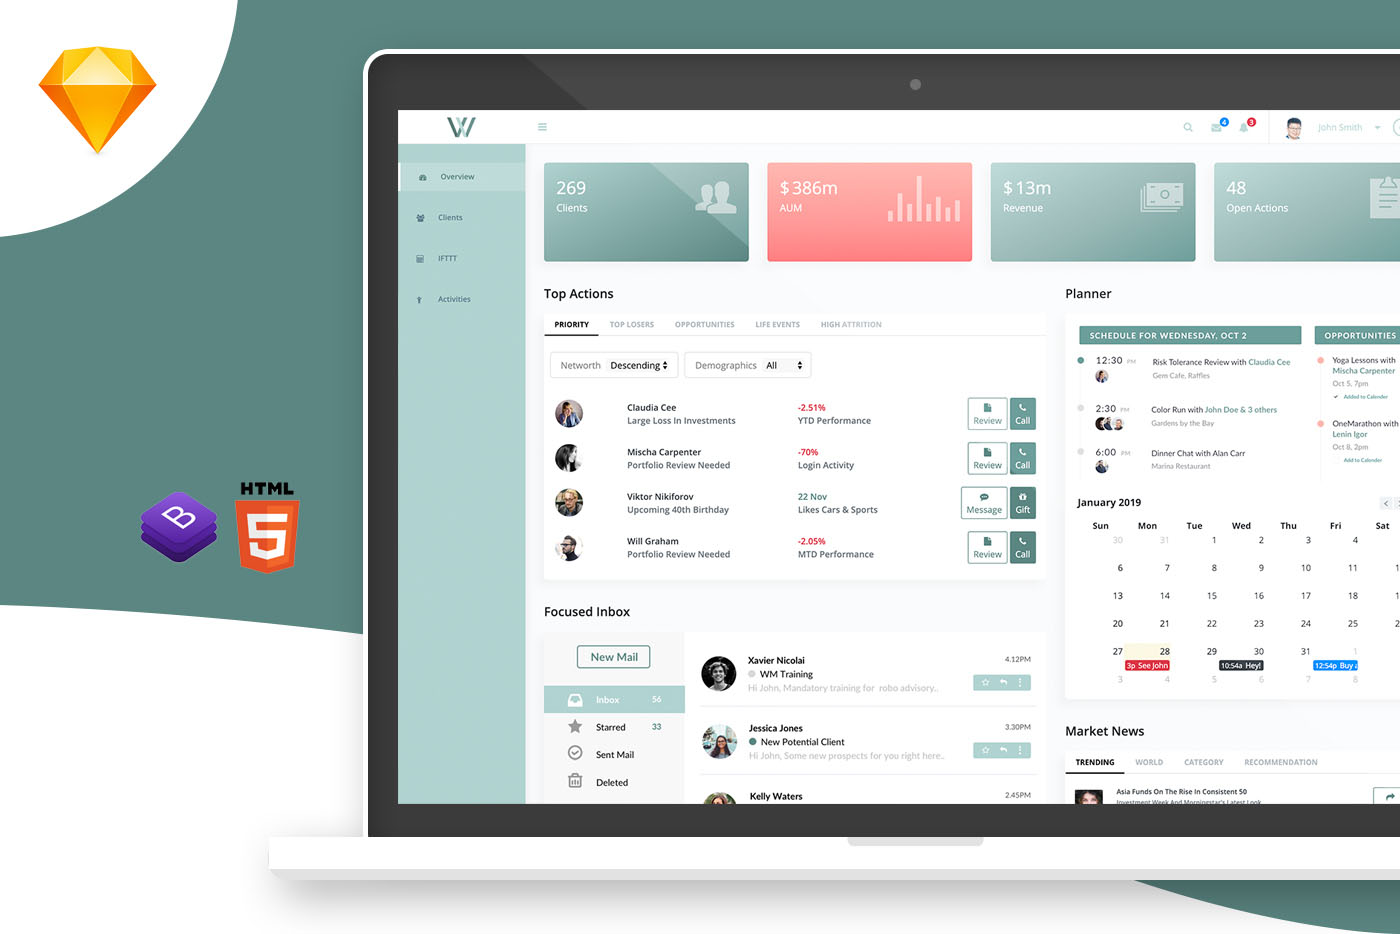 W
4
3
John Smith
Overview
Clients
IFTTT
Activities
269
Clients
$386m
AUM
$13m
Revenue
48
Open Actions
Top Actions
PRIORITY TOP LOSERS OPPORTUNITIES LIFE EVENTS HIGH ATTRITION
Networth Descending
Demographics All
Claudia Cee -2.51%
Large Loss In Investments YTD Performance
Review Call
Mischa Carpenter -70%
Portfolio Review Needed Login Activity
Review Call
Viktor Nikiforov 22 Nov
Upcoming 40th Birthday Likes Cars & Sports
Message Gift
Will Graham -2.05%
Portfolio Review Needed MTD Performance
Review Call
Planner
SCHEDULE FOR WEDNESDAY, OCT 2
12:30 PM Risk Tolerance Review with Claudia Cee
Gem Cafe, Raffles
2:30 PM Color Run with John Doe & 3 others
Gardens by the Bay
6:00 PM Dinner Chat with Alan Carr
Marina Restaurant
OPPORTUNITIES
Yoga Lessons with
Mischa Carpenter
Oct 5, 7pm
Added to Calender
OneMarathon with
Lenin Igor
Oct 8, 2pm
Add to Calender
January 2019
Sun Mon Tue Wed Thu Fri Sat
30 31 1 2 3 4
6 7 8 9 10 11
13 14 15 16 17 18
20 21 22 23 24 25
27 28 29 30 31 1
3p See John 10:54a Hey! 12:54p Buy
3 4 5 6 7 8
Focused Inbox
New Mail
Inbox 56
Starred 33
Sent Mail
Deleted
Xavier Nicolai 4.12PM
WM Training
Hi John, Mandatory training for robo advisory..
Jessica Jones 3.30PM
New Potential Client
Hi John, Some new prospects for you right here..
Kelly Waters 2.45PM
Market News
TRENDING WORLD CATEGORY RECOMMENDATION
Asia Funds On The Rise In Consistent 50
Investment Week And Morningstar's Latest Look
B
HTML
5